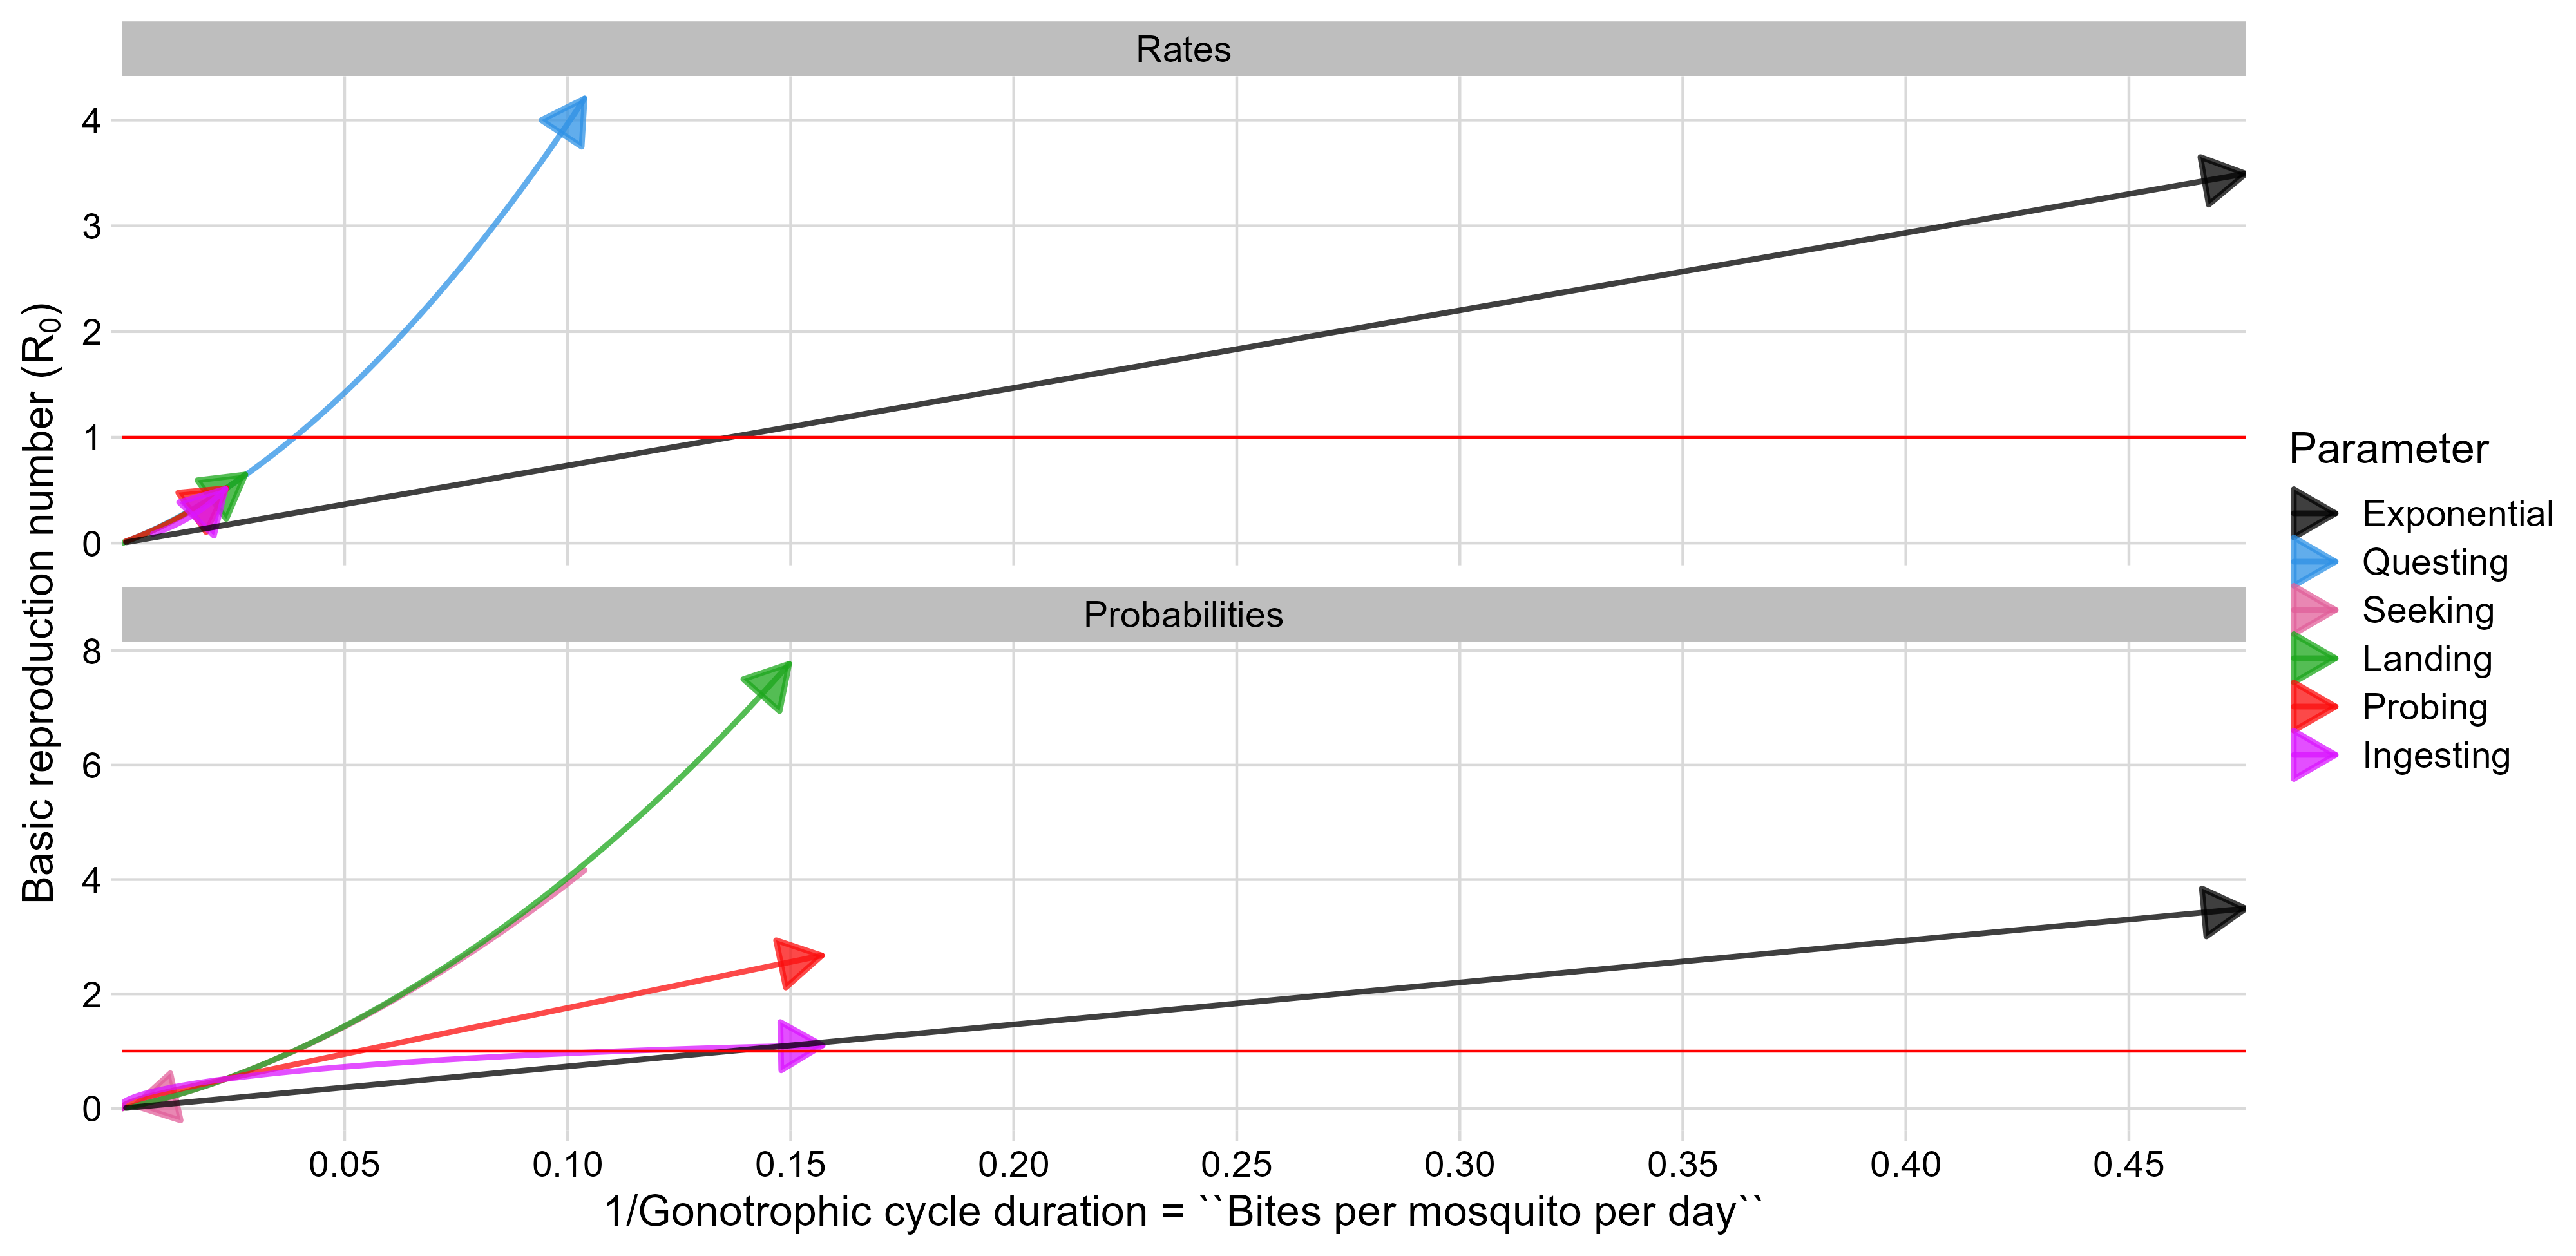 Rates
4
3
2
1
0
Probabilities
8
6
4
2
0
0.05 0.10 0.15 0.20 0.25 0.30 0.35 0.40 0.45
1/Gonotrophic cycle duration = ``Bites per mosquito per day``
Basic reproduction number (R₀)
Parameter
Exponential
Questing
Seeking
Landing
Probing
Ingesting